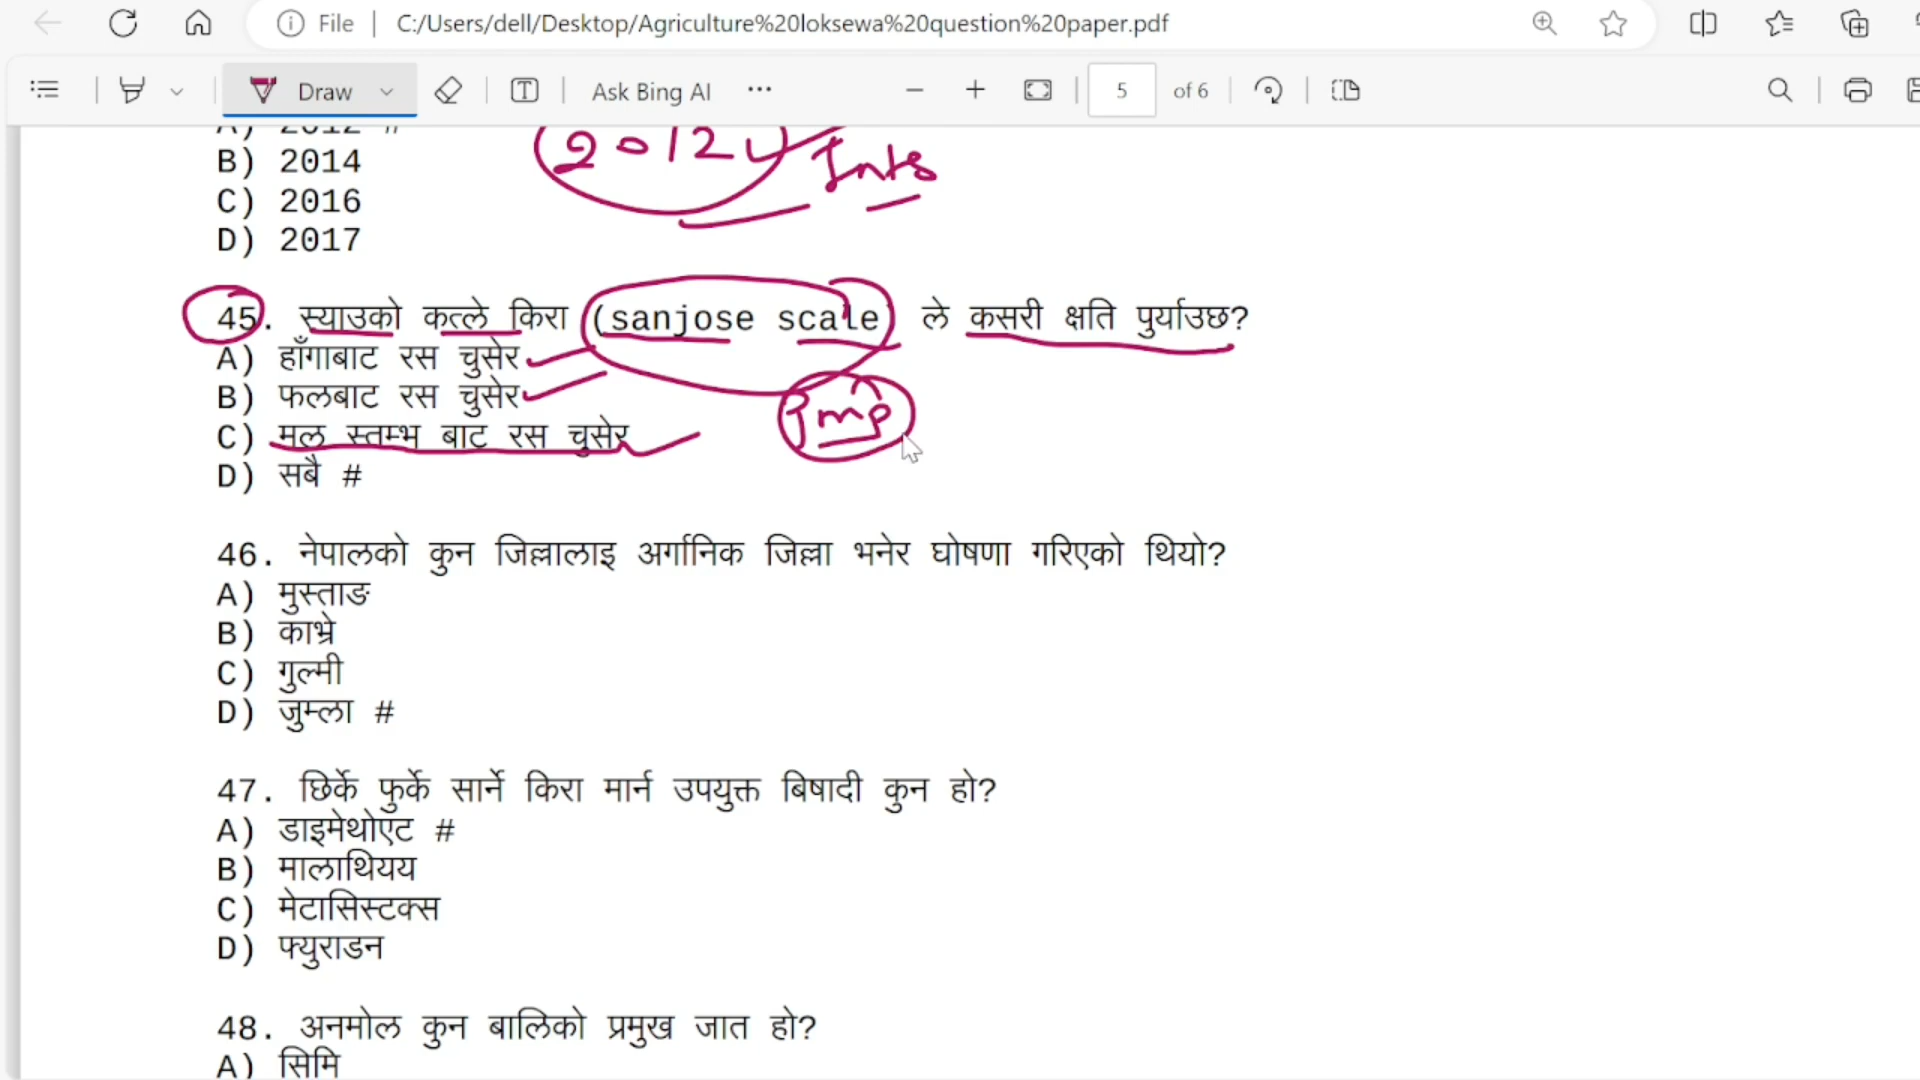 File | C:/Users/dell/Desktop/Agriculture%20loksewa%20question%20paper.pdf
Draw Ask Bing AI ... 5 of 6
A) 2012 #
B) 2014
C) 2016
D) 2017
2012
45. स्याउको कत्ले किरा (sanjose scale) ले कसरी क्षति पुर्याउछ?
A) हाँगाबाट रस चुसेर
B) फलबाट रस चुसेर
Imp
C) मूल स्तम्भ बाट रस चुसेर
D) सबै #
46. नेपालको कुन जिल्लालाइ अर्गानिक जिल्ला भनेर घोषणा गरिएको थियो?
A) मुस्ताङ
B) काभ्रे
C) गुल्मी
D) जुम्ला #
47. छिर्के फुर्के सार्ने किरा मार्न उपयुक्त बिषादी कुन हो?
A) डाइमेथोएट #
B) मालाथियय
C) मेटासिस्टक्स
D) फ्युराडन
48. अनमोल कुन बालिको प्रमुख जात हो?
A) सिमि